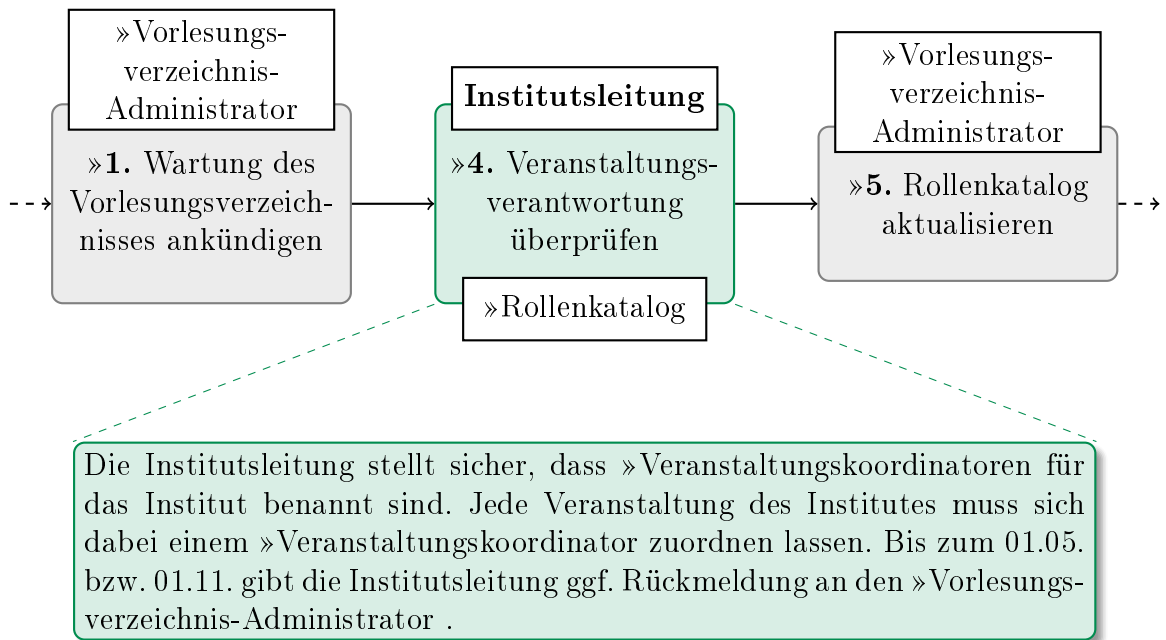 »Vorlesungs-
verzeichnis-
Administrator
»1. Wartung des
Vorlesungsverzeich-
nisses ankündigen
Institutsleitung
»4. Veranstaltungs-
verantwortung
überprüfen
»Rollenkatalog
»Vorlesungs-
verzeichnis-
Administrator
»5. Rollenkatalog
aktualisieren
Die Institutsleitung stellt sicher, dass »Veranstaltungskoordinatoren für
das Institut benannt sind. Jede Veranstaltung des Institutes muss sich
dabei einem »Veranstaltungskoordinator zuordnen lassen. Bis zum 01.05.
bzw. 01.11. gibt die Institutsleitung ggf. Rückmeldung an den »Vorlesungs-
verzeichnis-Administrator .